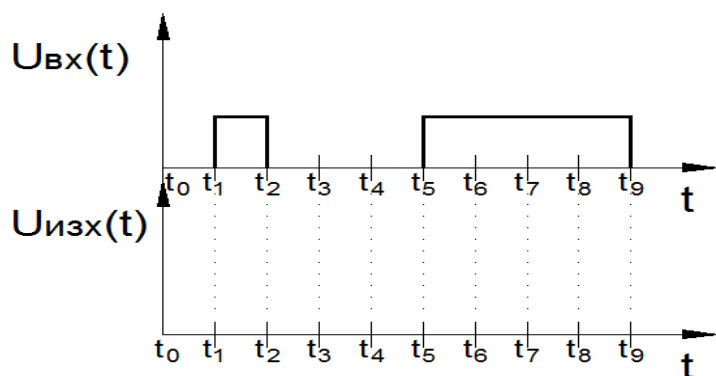 Uвх(t)
t₀ t₁ t₂ t₃ t₄ t₅ t₆ t₇ t₈ t₉ t
Uизх(t)
t₀ t₁ t₂ t₃ t₄ t₅ t₆ t₇ t₈ t₉ t